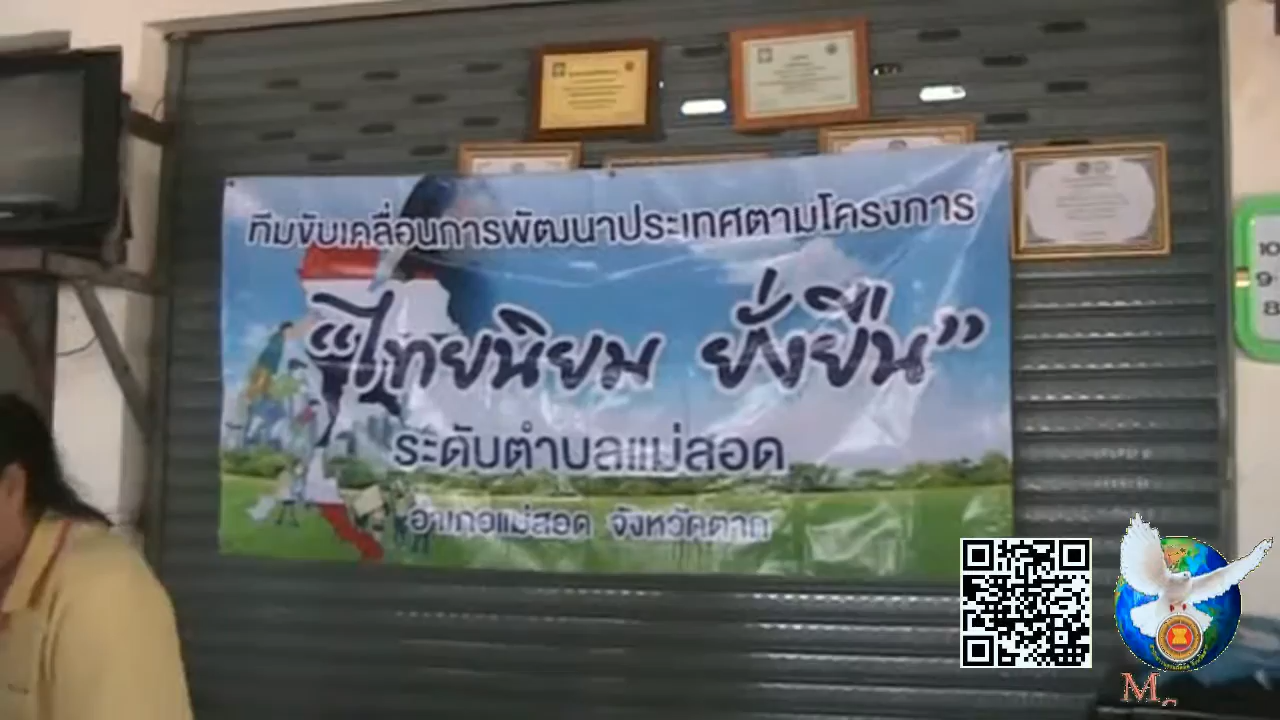 ทีมขับเคลื่อนการพัฒนาประเทศตามโครงการ
“ไทยนิยม ยั่งยืน”
ระดับตำบลแม่สอด
อำเภอแม่สอด จังหวัดตาก
10
9
8
M